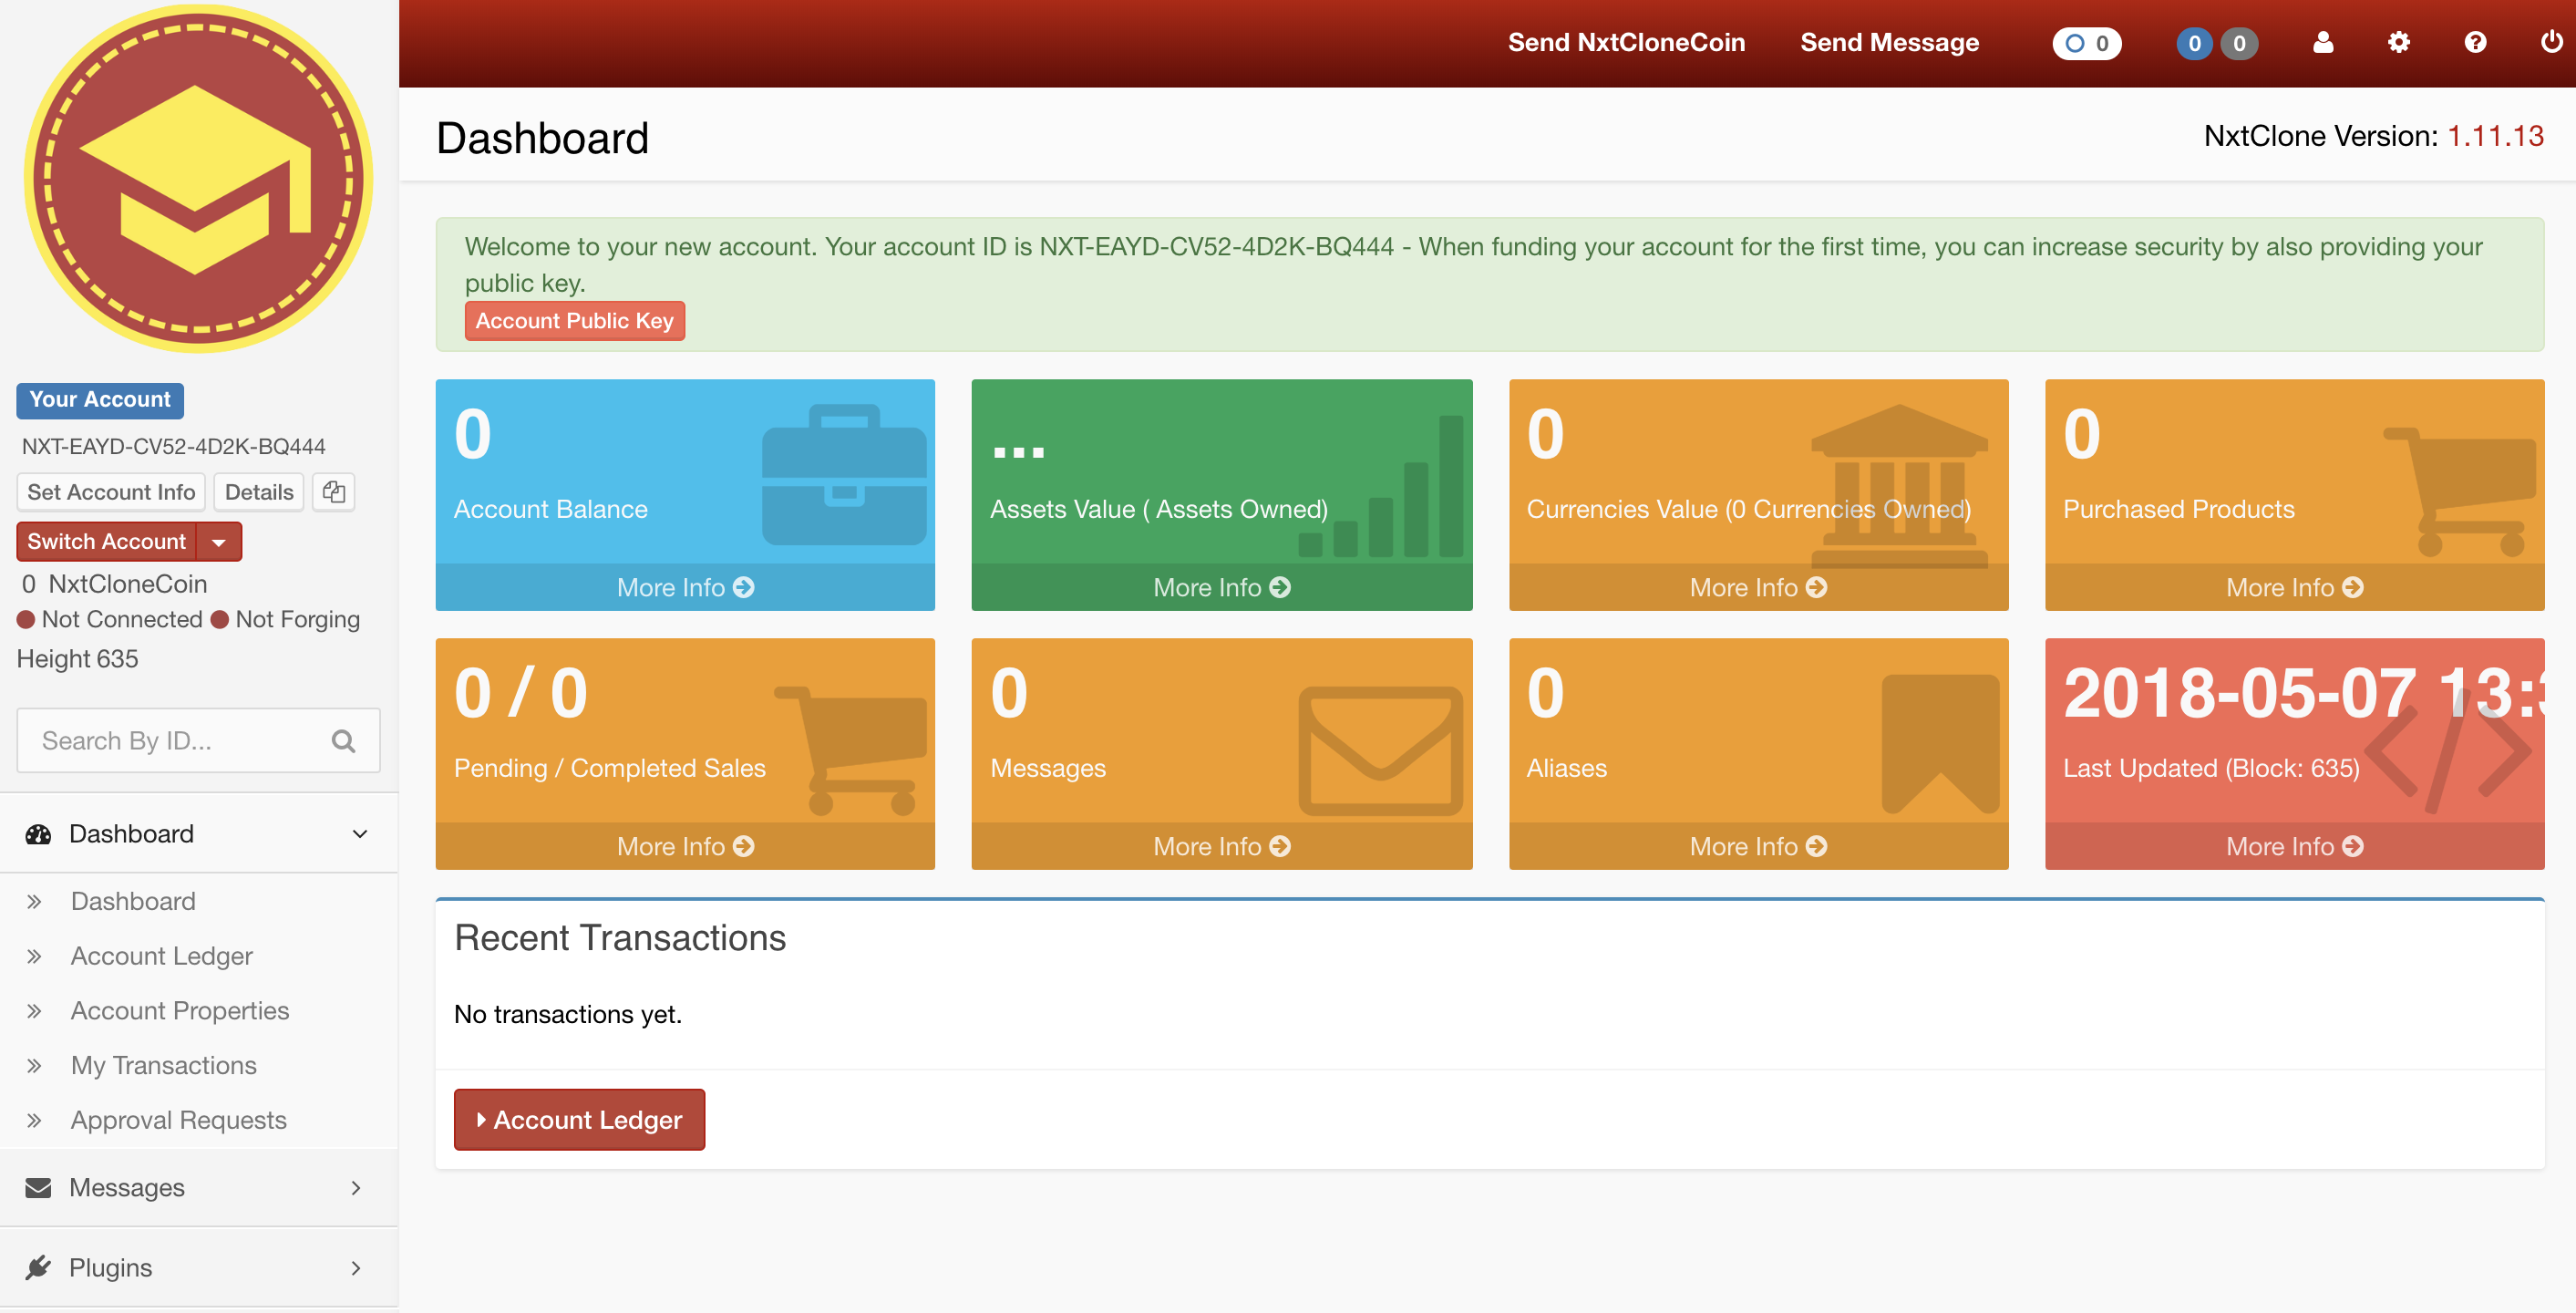 Send NxtCloneCoin Send Message 0 0 0
Dashboard
NxtClone Version: 1.11.13
Welcome to your new account. Your account ID is NXT-EAYD-CV52-4D2K-BQ444 - When funding your account for the first time, you can increase security by also providing your
public key.
Account Public Key
Your Account
NXT-EAYD-CV52-4D2K-BQ444
Set Account Info Details
Switch Account
0 NxtCloneCoin
Not Connected Not Forging
Height 635
Search By ID...
Dashboard
Dashboard
Account Ledger
Account Properties
My Transactions
Approval Requests
Messages
Plugins
0
Account Balance
More Info
...
Assets Value ( Assets Owned)
More Info
0
Currencies Value (0 Currencies Owned)
More Info
0
Purchased Products
More Info
0 / 0
Pending / Completed Sales
More Info
0
Messages
More Info
0
Aliases
More Info
2018-05-07 13:
Last Updated (Block: 635)
More Info
Recent Transactions
No transactions yet.
Account Ledger